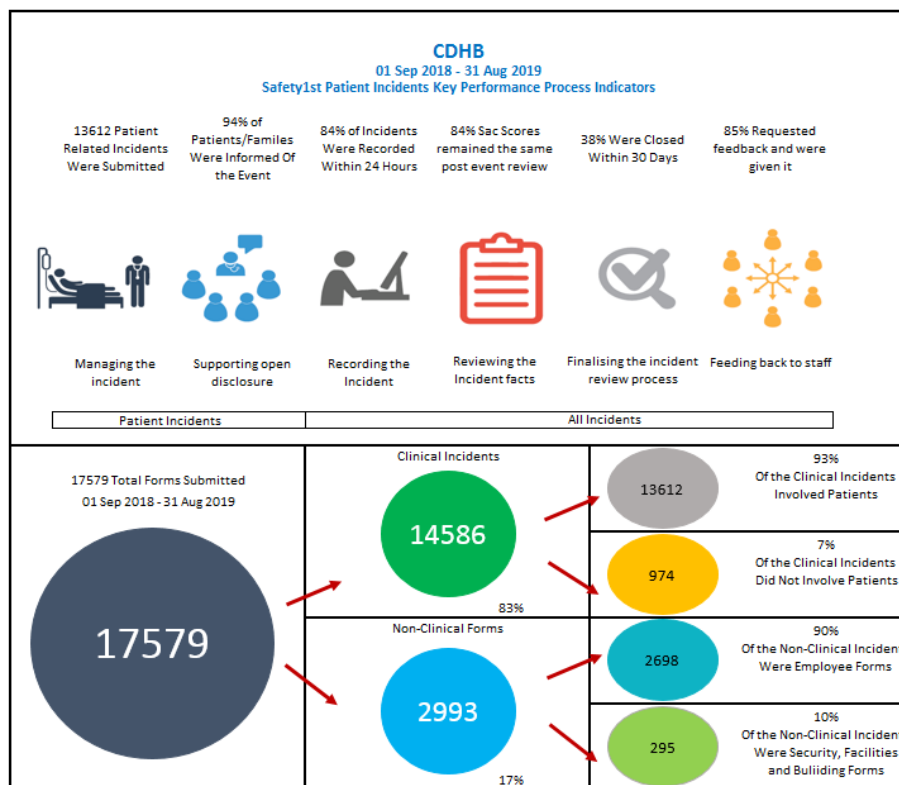 CDHB
01 Sep 2018 - 31 Aug 2019
Safety1st Patient Incidents Key Performance Process Indicators
13612 Patient
Related Incidents
Were Submitted
94% of
Patients/Familes
Were Informed Of
the Event
84% of Incidents
Were Recorded
Within 24 Hours
84% Sac Scores
remained the same
post event review
38% Were Closed
Within 30 Days
85% Requested
feedback and were
given it
Managing the
incident
Supporting open
disclosure
Recording the
Incident
Reviewing the
Incident facts
Finalising the incident
review process
Feeding back to staff
Patient Incidents
All Incidents
17579 Total Forms Submitted
01 Sep 2018 - 31 Aug 2019
17579
Clinical Incidents
14586
83%
Non-Clinical Forms
2993
17%
13612
93%
Of the Clinical Incidents
Involved Patients
974
7%
Of the Clinical Incidents
Did Not Involve Patients
2698
90%
Of the Non-Clinical Incident
Were Employee Forms
295
10%
Of the Non-Clinical Incident
Were Security, Facilities
and Buliiding Forms